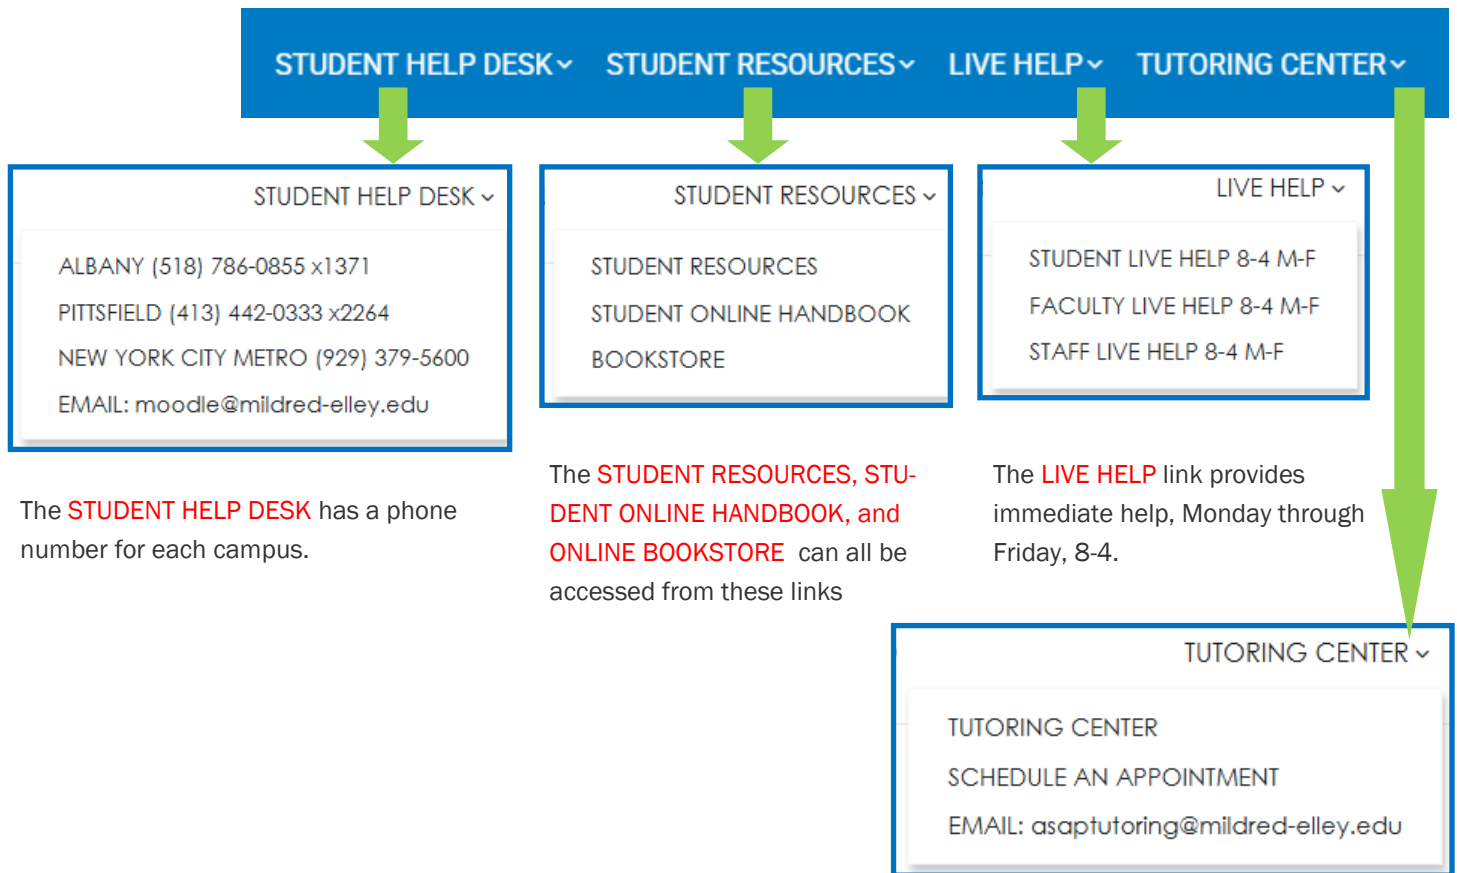 STUDENT HELP DESK STUDENT RESOURCES LIVE HELP TUTORING CENTER
STUDENT HELP DESK
ALBANY (518) 786-0855 x1371
PITTSFIELD (413) 442-0333 x2264
NEW YORK CITY METRO (929) 379-5600
EMAIL: moodle@mildred-elley.edu
The STUDENT HELP DESK has a phone
number for each campus.
STUDENT RESOURCES
STUDENT RESOURCES
STUDENT ONLINE HANDBOOK
BOOKSTORE
The STUDENT RESOURCES, STU-
DENT ONLINE HANDBOOK, and
ONLINE BOOKSTORE can all be
accessed from these links
LIVE HELP
STUDENT LIVE HELP 8-4 M-F
FACULTY LIVE HELP 8-4 M-F
STAFF LIVE HELP 8-4 M-F
The LIVE HELP link provides
immediate help, Monday through
Friday, 8-4.
TUTORING CENTER
TUTORING CENTER
SCHEDULE AN APPOINTMENT
EMAIL: asaptutoring@mildred-elley.edu